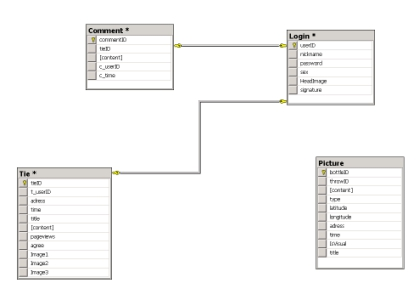 Comment *
commentID
tieID
[content]
c_userID
c_time
Login *
userID
nickname
password
sex
HeadImage
signature
Tie *
tieID
t_userID
adress
time
title
[content]
pageviews
agree
Image1
Image2
Image3
Picture
bottleID
throwID
[content]
type
latitude
longitude
adress
time
isVisual
title